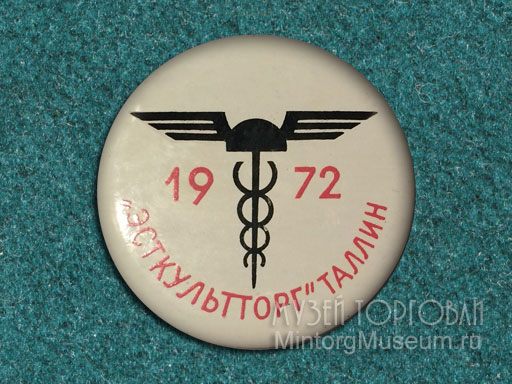 19 72
„ЭСТКУЛЬТТОРГ" ТАЛЛИН
МУЗЕЙ ТОРГОВЛИ
MintorgMuseum.ru